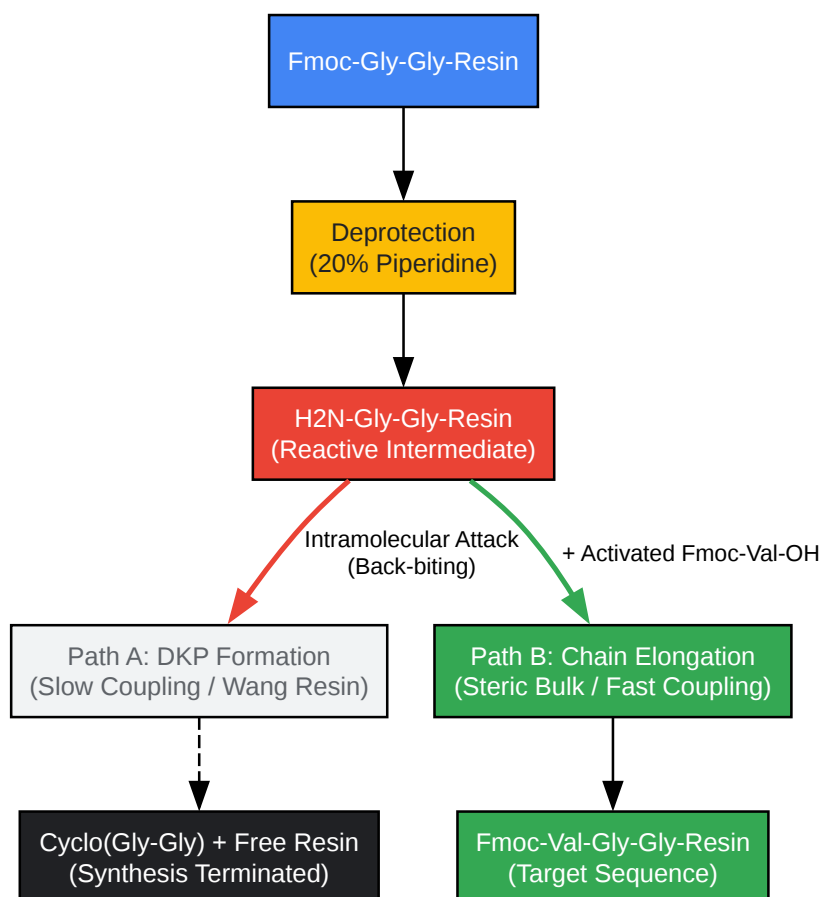 Fmoc-Gly-Gly-Resin
Deprotection
(20% Piperidine)
H2N-Gly-Gly-Resin
(Reactive Intermediate)
Intramolecular Attack
(Back-biting)
+ Activated Fmoc-Val-OH
Path A: DKP Formation
(Slow Coupling / Wang Resin)
Path B: Chain Elongation
(Steric Bulk / Fast Coupling)
Cyclo(Gly-Gly) + Free Resin
(Synthesis Terminated)
Fmoc-Val-Gly-Gly-Resin
(Target Sequence)